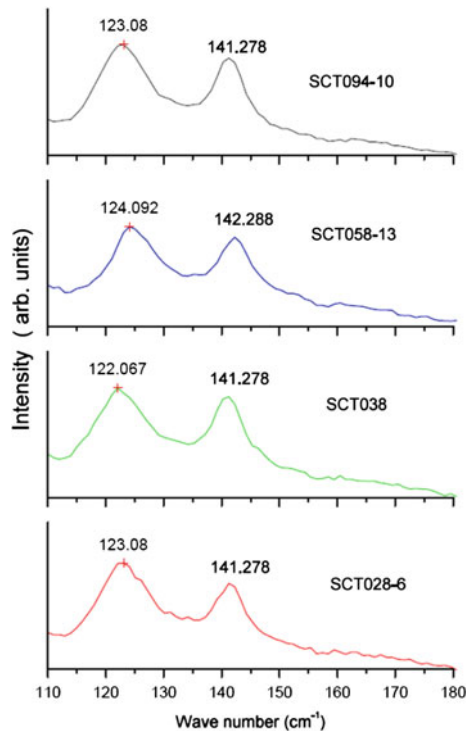 123.08
141.278
SCT094-10
124.092
142.288
SCT058-13
122.067
141.278
SCT038
123.08
141.278
SCT028-6
Intensity ( arb. units)
110 120 130 140 150 160 170 180
Wave number (cm⁻¹)